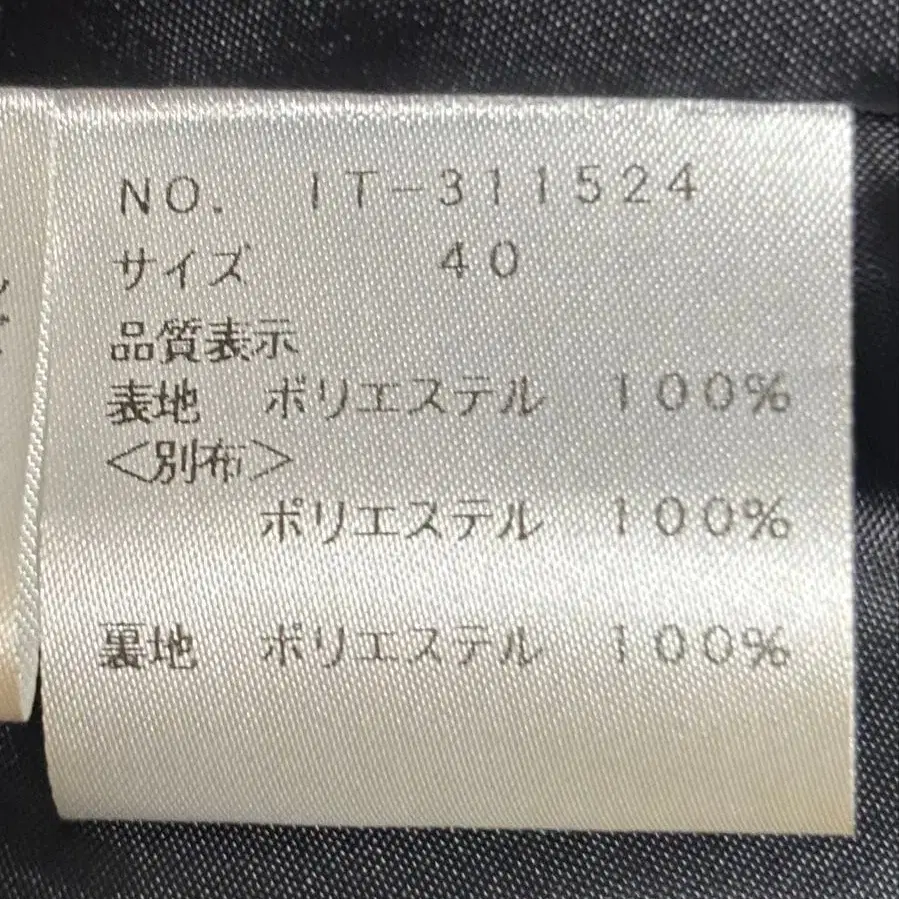 NO. IT-311524
サイズ 40
品質表示
表地 ポリエステル 100%
<別布>
ポリエステル 100%
裏地 ポリエステル 100%